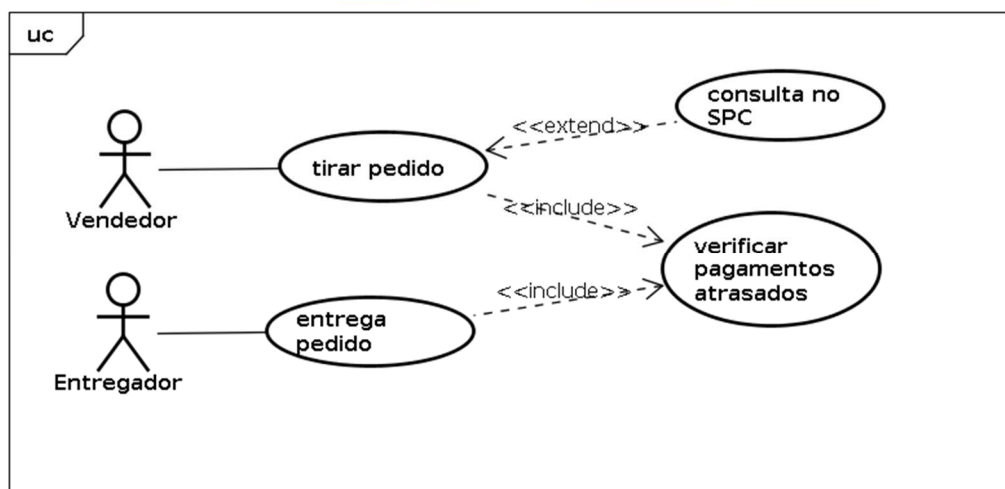 uc
consulta no
SPC
<<extend>>
tirar pedido
Vendedor
<<include>>
verificar
pagamentos
atrasados
<<include>>
entrega
pedido
Entregador